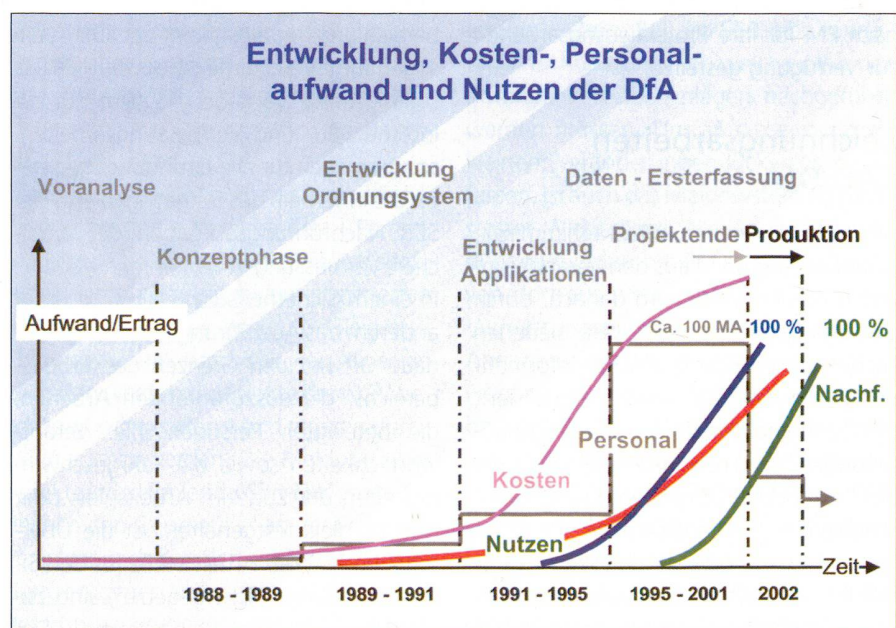 Entwicklung, Kosten-, Personal-
aufwand und Nutzen der DfA
Voranalyse
Entwicklung
Ordnungsystem
Daten - Ersterfassung
Konzeptphase
Entwicklung
Applikationen
Projektende
Produktion
Aufwand/Ertrag
Ca. 100 MA
100 %
100 %
Nachf.
Personal
Kosten
Nutzen
Zeit
1988 - 1989
1989 - 1991
1991 - 1995
1995 - 2001
2002